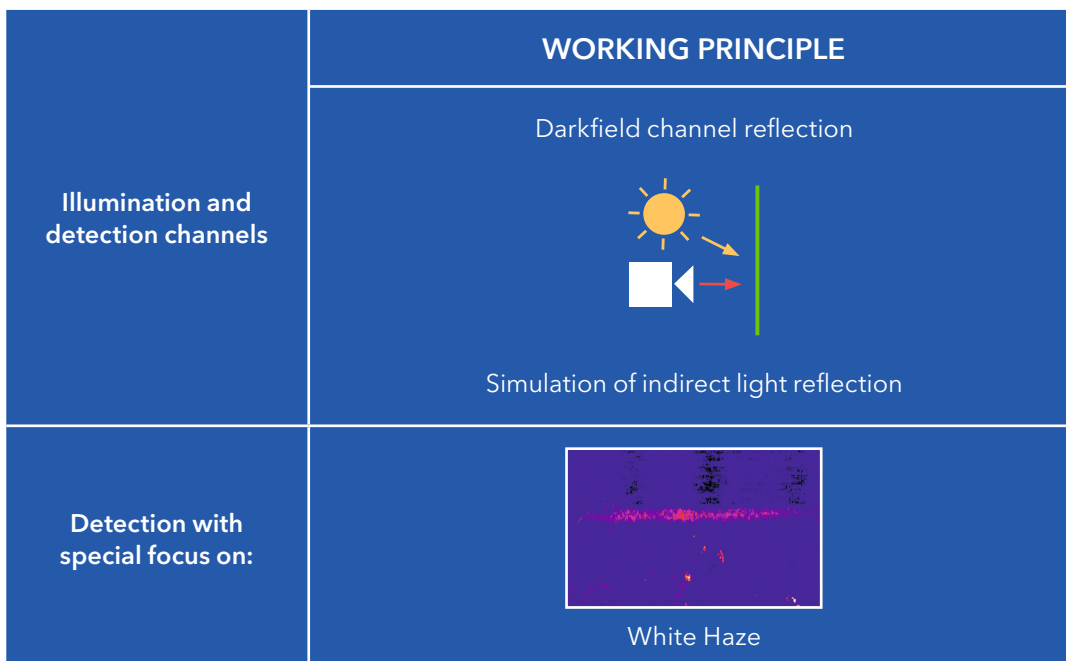 WORKING PRINCIPLE
Illumination and
detection channels
Darkfield channel reflection
Simulation of indirect light reflection
Detection with
special focus on:
White Haze